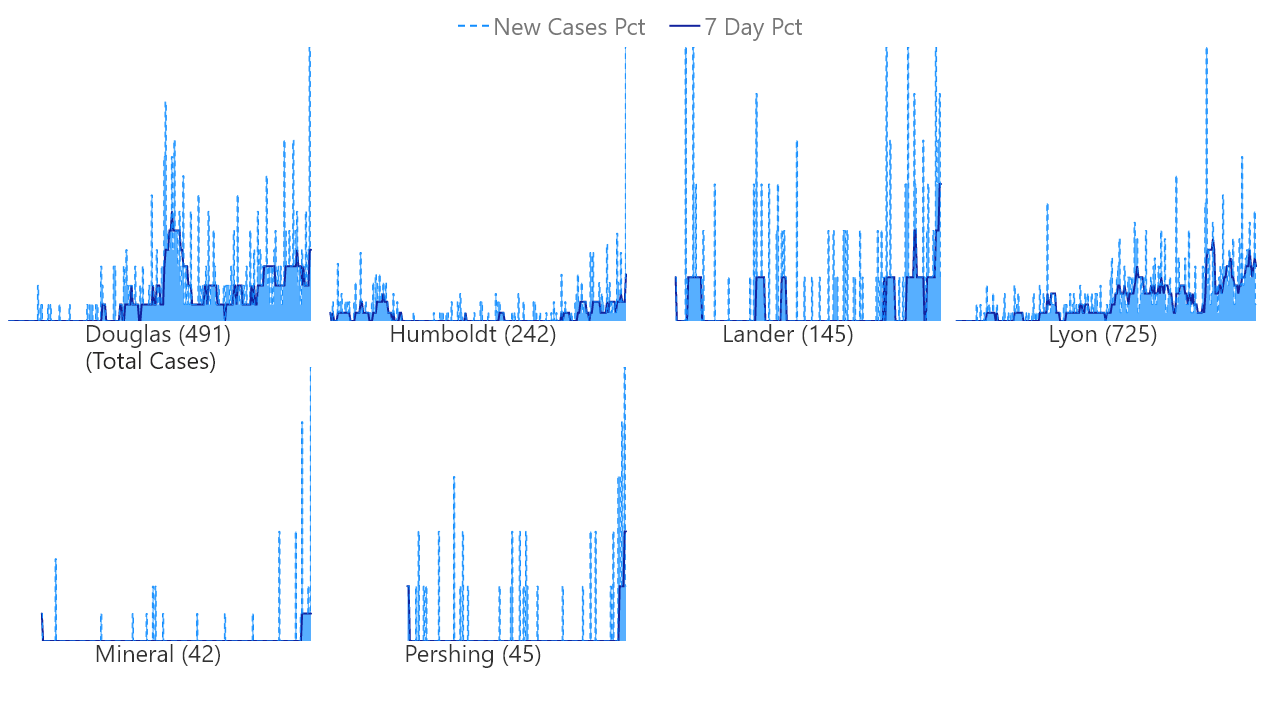 New Cases Pct 7 Day Pct
Douglas (491)
(Total Cases)
Humboldt (242)
Lander (145)
Lyon (725)
Mineral (42)
Pershing (45)